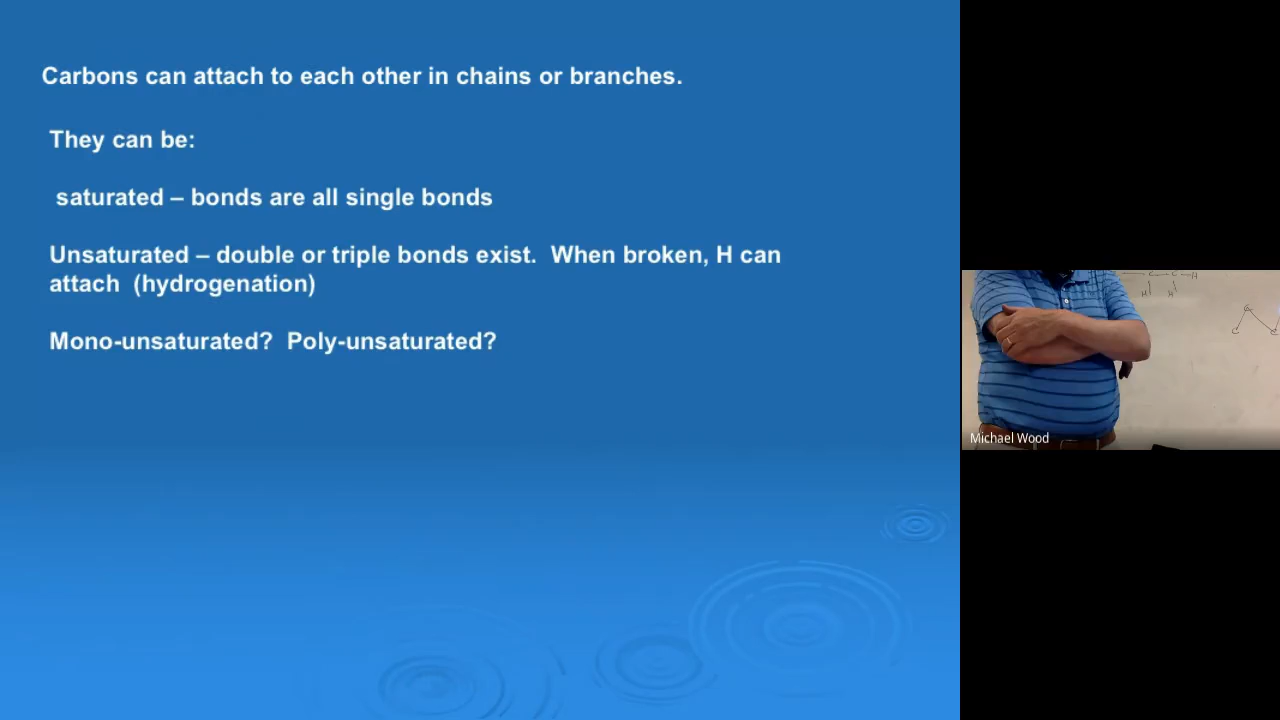 Carbons can attach to each other in chains or branches.
They can be:
saturated – bonds are all single bonds
Unsaturated – double or triple bonds exist.  When broken, H can
attach  (hydrogenation)
Mono-unsaturated?  Poly-unsaturated?
C C H
H H
C
C C
Michael Wood